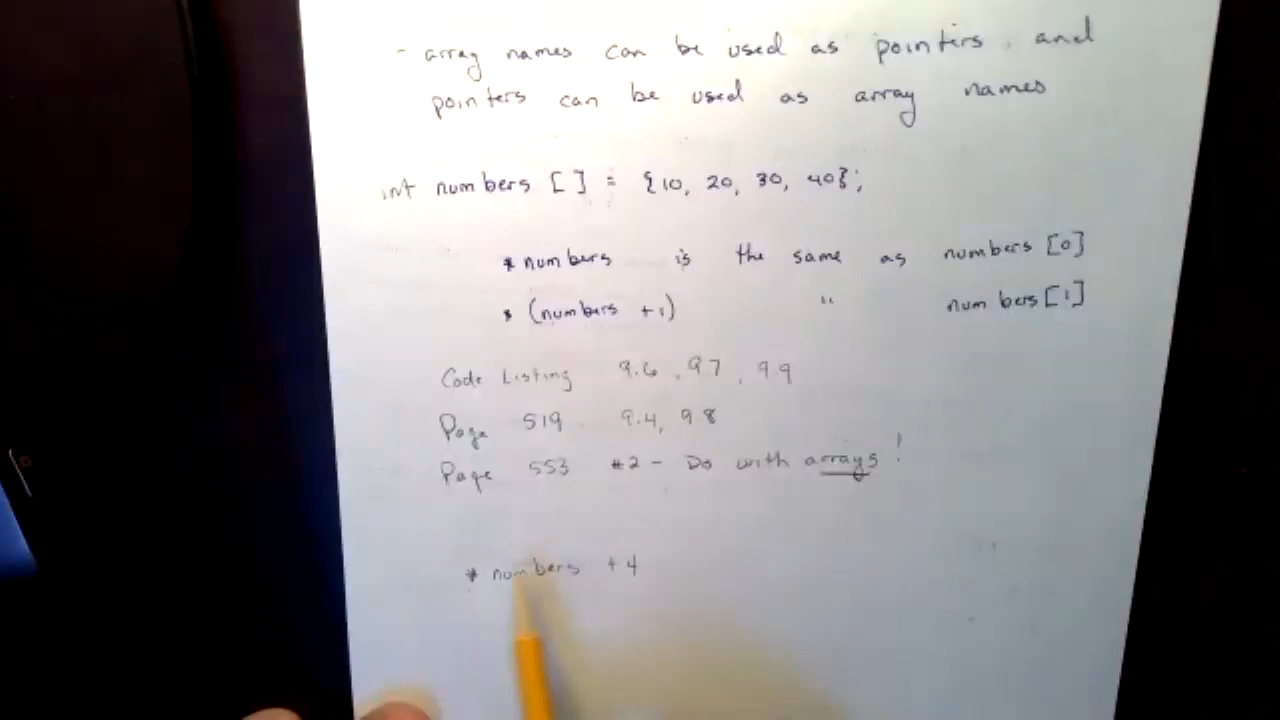 - array names can be used as pointers, and
pointers can be used as array names
int numbers [ ] = {10, 20, 30, 40};
* numbers is the same as numbers [0]
* (numbers +1) " numbers [1]
Code Listing 9.6, 9.7, 9.9
Page 519 9.4, 9.8
Page 553 #2 - Do with arrays!
* numbers + 4